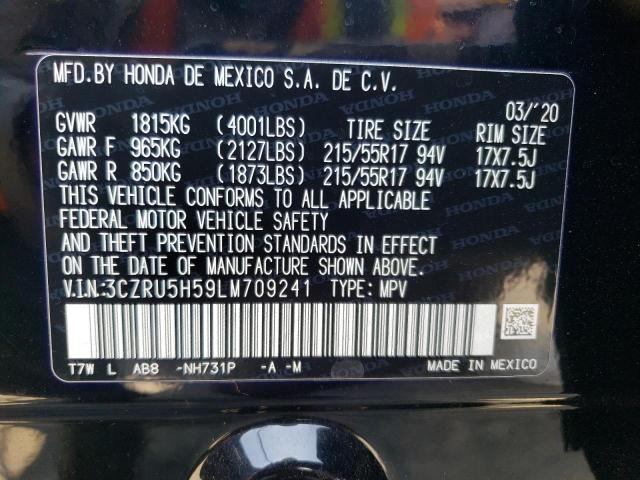 MFD.BY HONDA DE MEXICO S.A. DE C.V.
03/'20
GVWR 1815KG (4001LBS) TIRE SIZE RIM SIZE
GAWR F 965KG (2127LBS) 215/55R17 94V 17X7.5J
GAWR R 850KG (1873LBS) 215/55R17 94V 17X7.5J
THIS VEHICLE CONFORMS TO ALL APPLICABLE
FEDERAL MOTOR VEHICLE SAFETY
AND THEFT PREVENTION STANDARDS IN EFFECT
ON THE DATE OF MANUFACTURE SHOWN ABOVE.
V.I.N:3CZRU5H59LM709241 TYPE: MPV
T7W L AB8 -NH731P -A -M MADE IN MEXICO